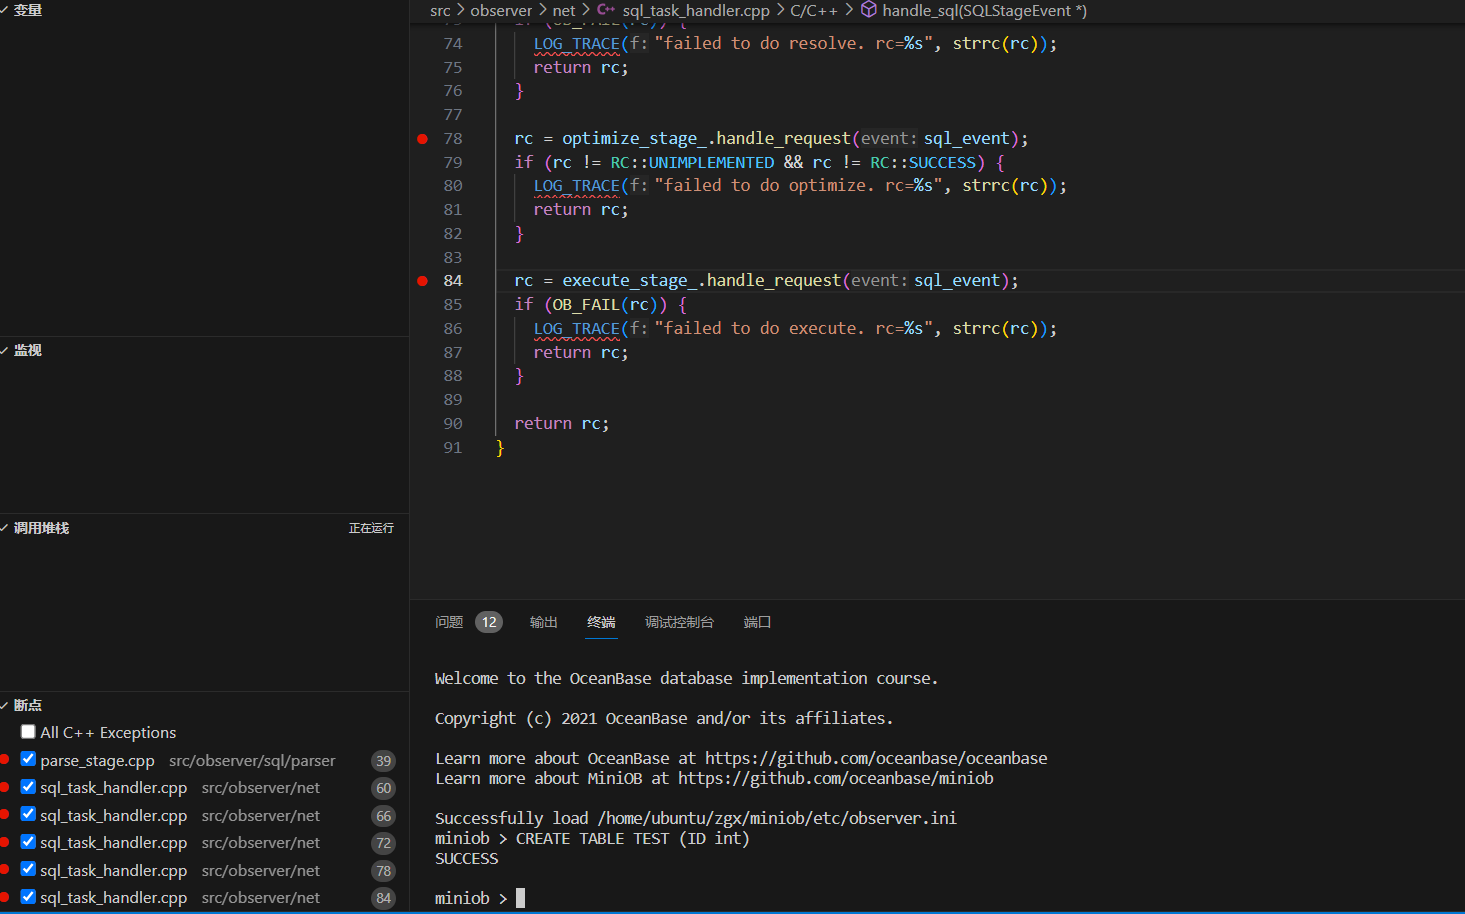 变量
监视
调用堆栈 正在运行
断点
All C++ Exceptions
parse_stage.cpp src/observer/sql/parser 39
sql_task_handler.cpp src/observer/net 60
sql_task_handler.cpp src/observer/net 66
sql_task_handler.cpp src/observer/net 72
sql_task_handler.cpp src/observer/net 78
sql_task_handler.cpp src/observer/net 84
src > observer > net > C++ sql_task_handler.cpp > C/C++ > handle_sql(SQLStageEvent *)
74 LOG_TRACE(f: "failed to do resolve. rc=%s", strrc(rc));
75 return rc;
76 }
77
78 rc = optimize_stage_.handle_request(event: sql_event);
79 if (rc != RC::UNIMPLEMENTED && rc != RC::SUCCESS) {
80 LOG_TRACE(f: "failed to do optimize. rc=%s", strrc(rc));
81 return rc;
82 }
83
84 rc = execute_stage_.handle_request(event: sql_event);
85 if (OB_FAIL(rc)) {
86 LOG_TRACE(f: "failed to do execute. rc=%s", strrc(rc));
87 return rc;
88 }
89
90 return rc;
91 }
问题 12 输出 终端 调试控制台 端口
Welcome to the OceanBase database implementation course.
Copyright (c) 2021 OceanBase and/or its affiliates.
Learn more about OceanBase at https://github.com/oceanbase/oceanbase
Learn more about MiniOB at https://github.com/oceanbase/miniob
Successfully load /home/ubuntu/zgx/miniob/etc/observer.ini
miniob > CREATE TABLE TEST (ID int)
SUCCESS
miniob >